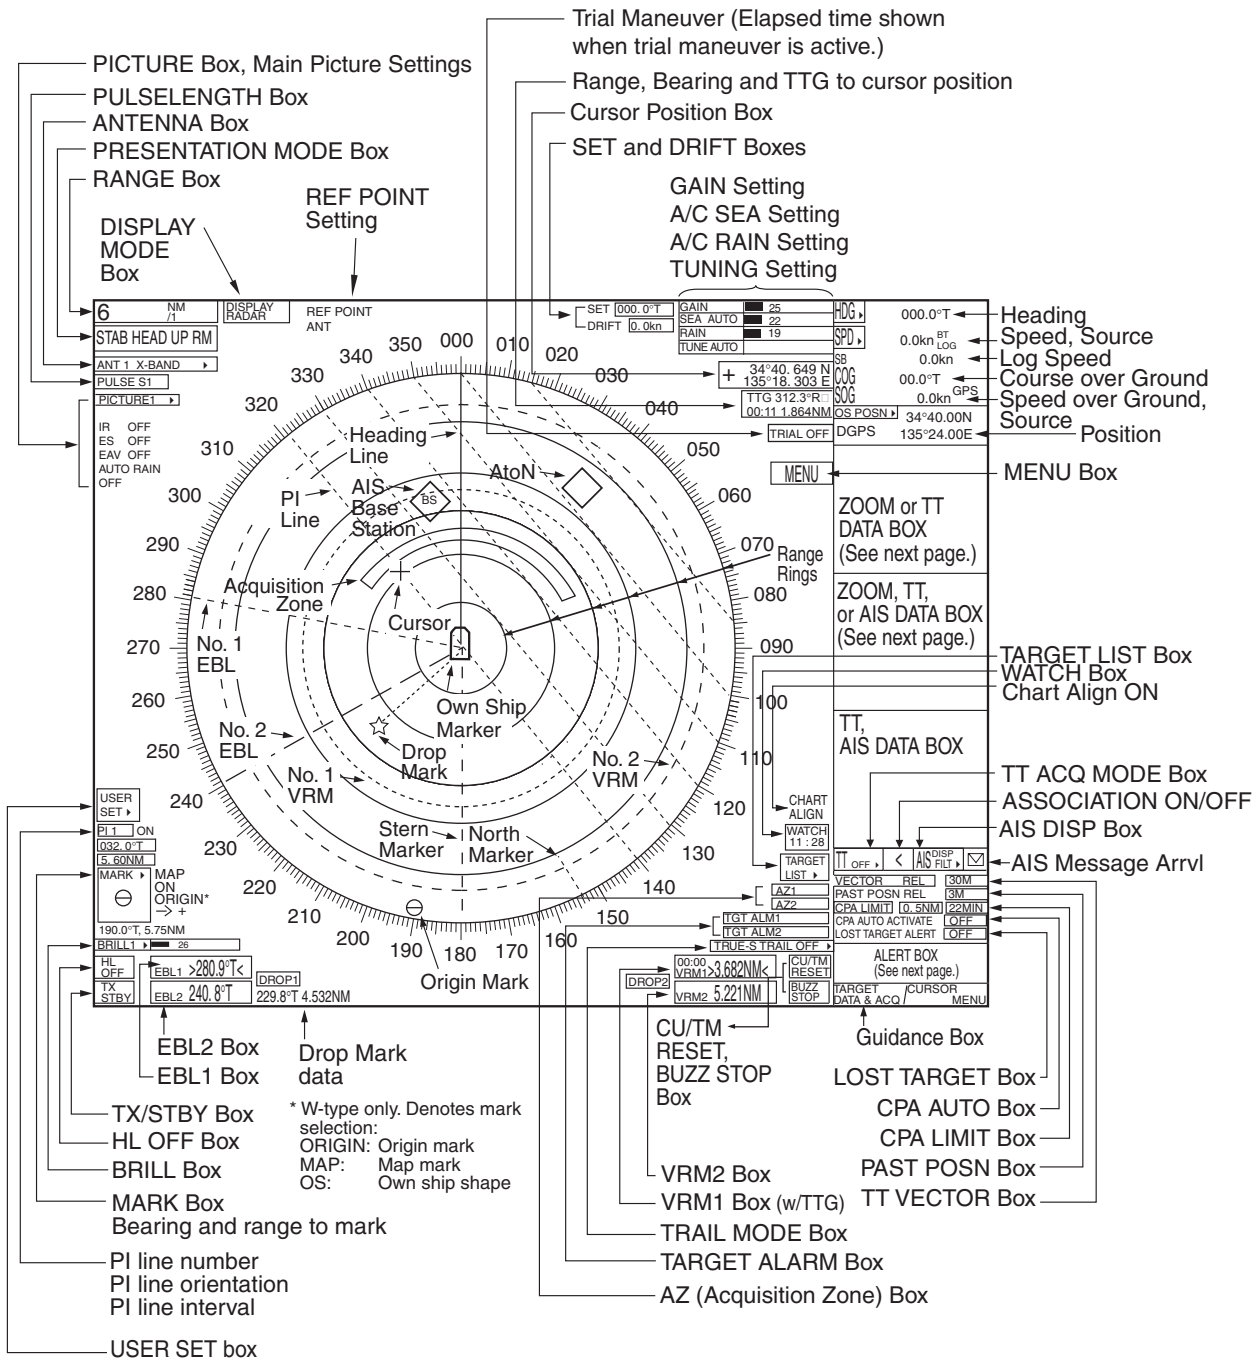 Trial Maneuver (Elapsed time shown
when trial maneuver is active.)
PICTURE Box, Main Picture Settings
Range, Bearing and TTG to cursor position
PULSELENGTH Box
Cursor Position Box
ANTENNA Box
SET and DRIFT Boxes
PRESENTATION MODE Box
RANGE Box
REF POINT
Setting
DISPLAY
MODE
Box
GAIN Setting
A/C SEA Setting
A/C RAIN Setting
TUNING Setting
6 NM
/1
DISPLAY
RADAR
REF POINT
ANT
STAB HEAD UP RM
ANT 1 X-BAND
PULSE S1
PICTURE1
IR OFF
ES OFF
EAV OFF
AUTO RAIN
OFF
SET 000.0°T
DRIFT 0.0kn
GAIN 25
SEA AUTO 22
RAIN 19
TUNE AUTO
+ 34°40. 649 N
135°18. 303 E
TTG 312.3°R
00:11 1.864NM
TRIAL OFF
MENU
HDG 000.0°T
SPD 0.0kn BT
LOG
SB 0.0kn
COG 00.0°T
SOG 0.0kn GPS
OS POSN 34°40.00N
DGPS 135°24.00E
Heading
Speed, Source
Log Speed
Course over Ground
Speed over Ground,
Source
Position
MENU Box
000
010
020
030
040
050
060
070
080
090
100
110
120
130
140
150
160
170
180
190
200
210
220
230
240
250
260
270
280
290
300
310
320
330
340
350
Heading
Line
AtoN
PI
Line
AIS
Base
Station
BS
Acquisition
Zone
Cursor
Range
Rings
No. 1
EBL
No. 2
EBL
Own Ship
Marker
Drop
Mark
No. 1
VRM
No. 2
VRM
Stern
Marker
North
Marker
Origin Mark
ZOOM or TT
DATA BOX
(See next page.)
ZOOM, TT,
or AIS DATA BOX
(See next page.)
TT,
AIS DATA BOX
TARGET LIST Box
WATCH Box
Chart Align ON
TT ACQ MODE Box
ASSOCIATION ON/OFF
AIS DISP Box
AIS Message Arrvl
CHART
ALIGN
WATCH
11 : 28
TARGET
LIST
TT OFF
<
AIS DISP
FILT
AZ1
AZ2
TGT ALM1
TGT ALM2
TRUE-S TRAIL OFF
VECTOR REL 30M
PAST POSN REL 3M
CPA LIMIT 0. 5NM 22MIN
CPA AUTO ACTIVATE OFF
LOST TARGET ALERT OFF
ALERT BOX
(See next page.)
TARGET
DATA & ACQ /CURSOR
MENU
00:00
VRM1 >3.682NM<
VRM2 5.221NM
DROP2
CU/TM
RESET
BUZZ
STOP
USER
SET
PI 1 ON
032. 0°T
5. 60NM
MARK
MAP
ON
ORIGIN*
-> +
190.0°T, 5.75NM
BRILL1 26
HL
OFF
EBL1 >280.9°T<
TX
STBY
EBL2 240. 8°T
DROP1
229.8°T 4.532NM
EBL2 Box
EBL1 Box
Drop Mark
data
TX/STBY Box
HL OFF Box
BRILL Box
MARK Box
Bearing and range to mark
PI line number
PI line orientation
PI line interval
USER SET box
* W-type only. Denotes mark
selection:
ORIGIN: Origin mark
MAP: Map mark
OS: Own ship shape
CU/TM
RESET,
BUZZ STOP
Box
Guidance Box
LOST TARGET Box
CPA AUTO Box
CPA LIMIT Box
PAST POSN Box
TT VECTOR Box
VRM2 Box
VRM1 Box (w/TTG)
TRAIL MODE Box
TARGET ALARM Box
AZ (Acquisition Zone) Box